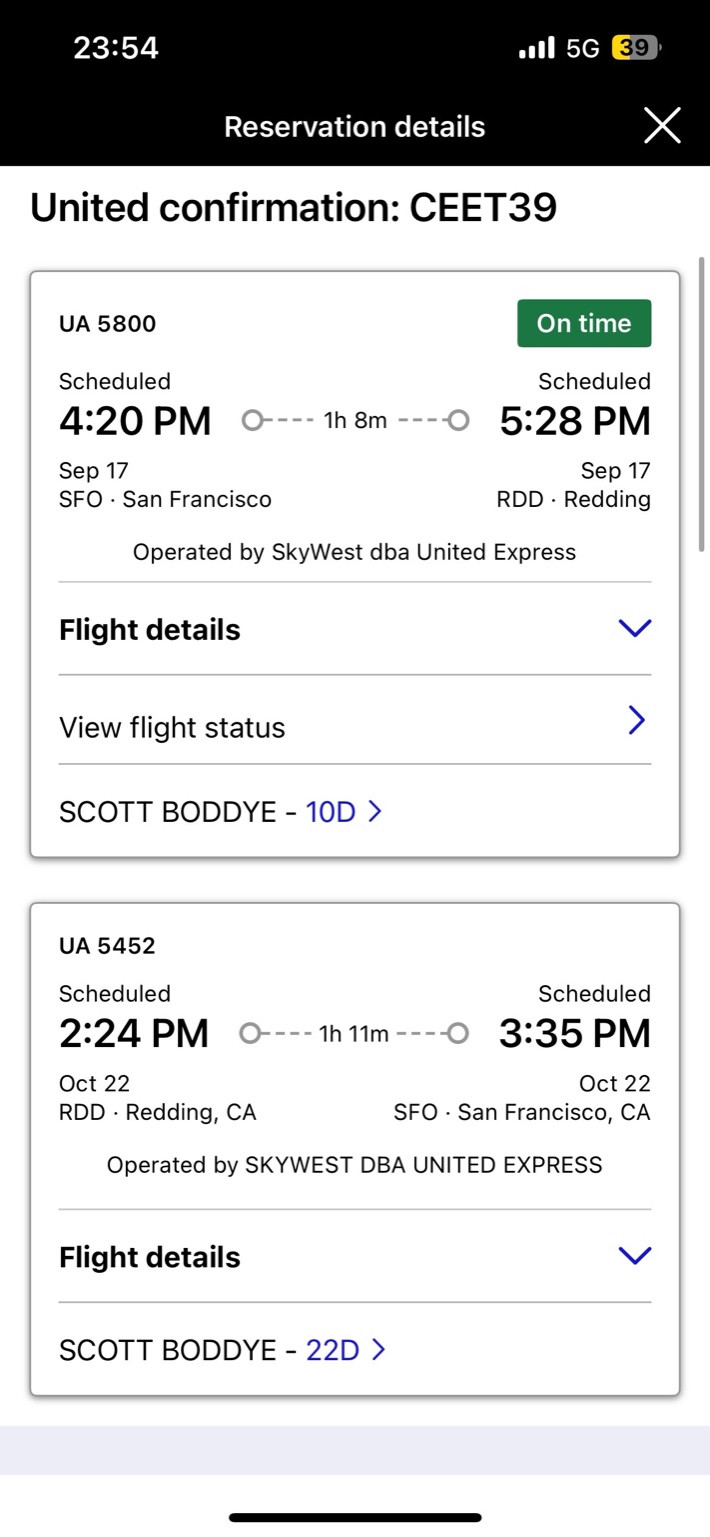 23:54
5G 39
Reservation details
United confirmation: CEET39
UA 5800
On time
Scheduled
Scheduled
4:20 PM 1h 8m 5:28 PM
Sep 17
Sep 17
SFO · San Francisco
RDD · Redding
Operated by SkyWest dba United Express
Flight details
View flight status
SCOTT BODDYE - 10D
UA 5452
Scheduled
Scheduled
2:24 PM 1h 11m 3:35 PM
Oct 22
Oct 22
RDD · Redding, CA
SFO · San Francisco, CA
Operated by SKYWEST DBA UNITED EXPRESS
Flight details
SCOTT BODDYE - 22D